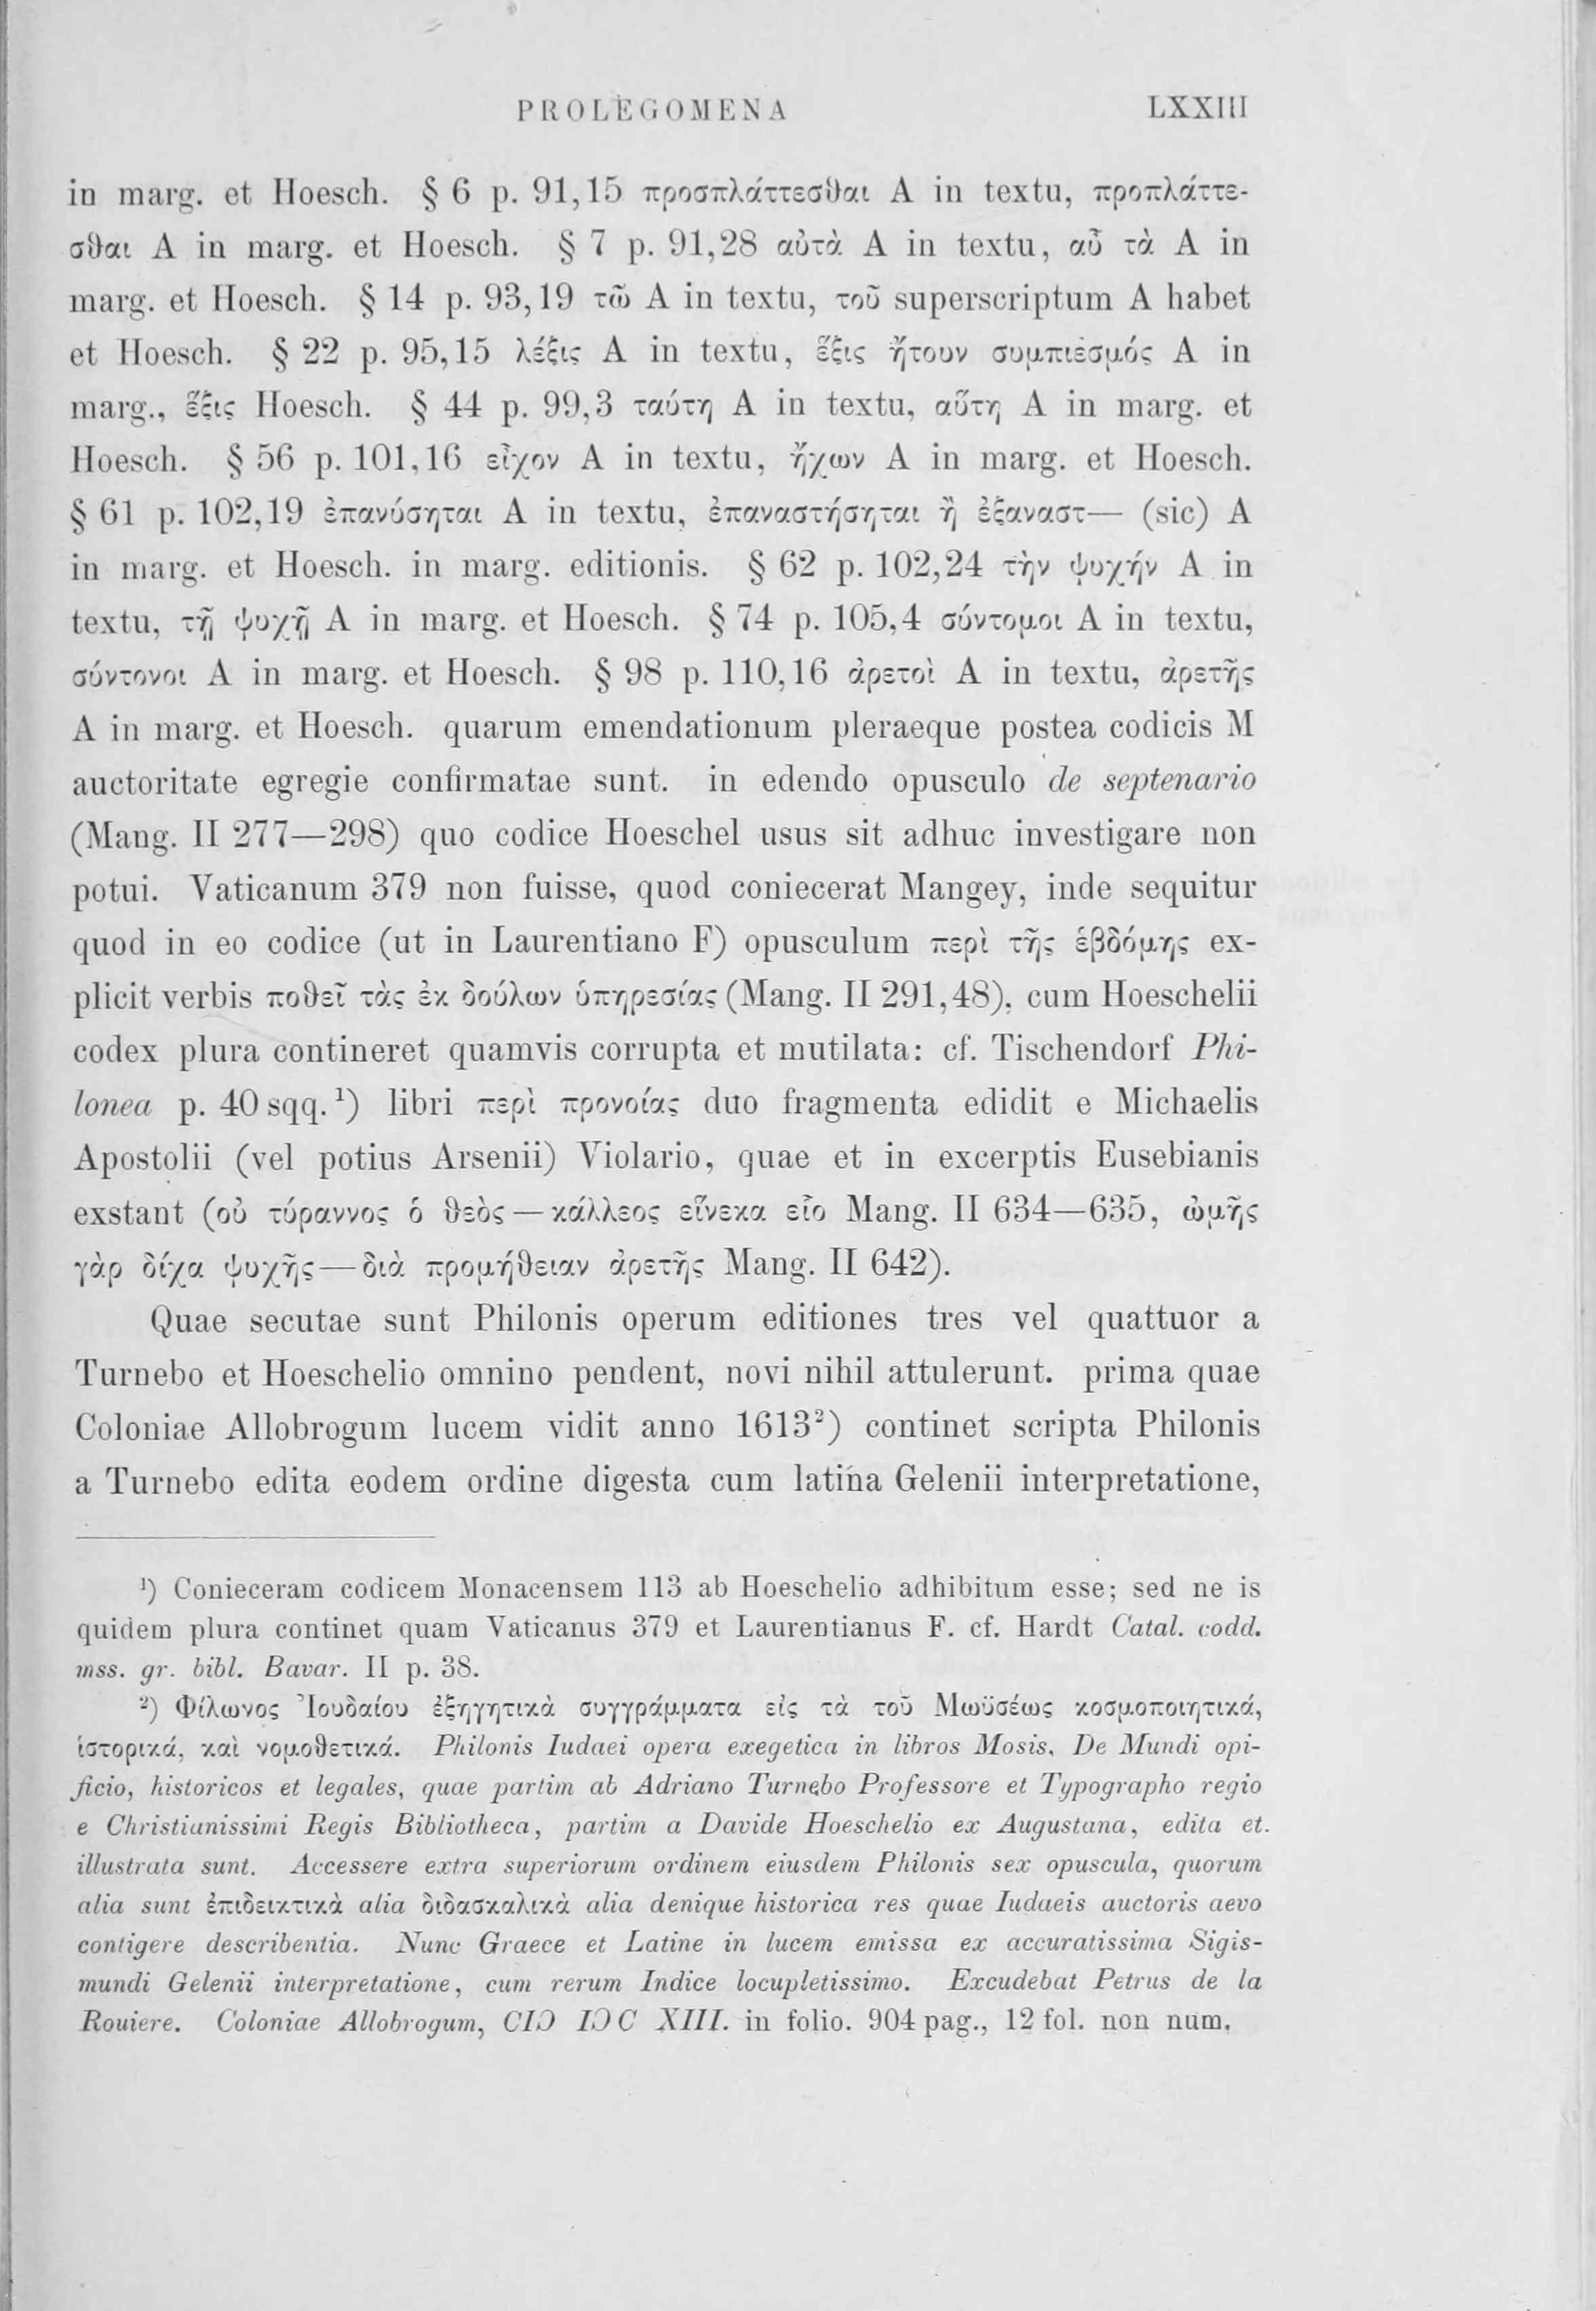 PROLEGOMENA LXXIII
in marg. et Hoesch. § 6 p. 91,15 προσπλάττεσθαι A in textu, προπλάττε-
σθαι A in marg. et Hoesch. § 7 p. 91,28 αὐτὰ A in textu, αὖ τὰ A in
marg. et Hoesch. § 14 p. 93,19 τῶ A in textu, τοῦ superscriptum A habet
et Hoesch. § 22 p. 95,15 λέξις A in textu, ἕξις ἤτουν συμπιεσμός A in
marg., ἕξις Hoesch. § 44 p. 99,3 ταύτη A in textu, αὕτη A in marg. et
Hoesch. § 56 p. 101,16 εἶχον A in textu, ἤχων A in marg. et Hoesch.
§ 61 p. 102,19 ἐπανύσηται A in textu, ἐπαναστήσηται ἢ ἐξαναστ— (sic) A
in marg. et Hoesch. in marg. editionis. § 62 p. 102,24 τὴν ψυχήν A in
textu, τῇ ψυχῇ A in marg. et Hoesch. § 74 p. 105,4 σύντομοι A in textu,
σύντονοι A in marg. et Hoesch. § 98 p. 110,16 ἀρετοὶ A in textu, ἀρετῆς
A in marg. et Hoesch. quarum emendationum pleraeque postea codicis M
auctoritate egregie confirmatae sunt. in edendo opusculo de septenario
(Mang. II 277—298) quo codice Hoeschel usus sit adhuc investigare non
potui. Vaticanum 379 non fuisse, quod coniecerat Mangey, inde sequitur
quod in eo codice (ut in Laurentiano F) opusculum περὶ τῆς ἑβδόμης ex-
plicit verbis ποθεῖ τὰς ἐκ δούλων ὑπηρεσίας (Mang. II 291,48), cum Hoeschelii
codex plura contineret quamvis corrupta et mutilata: cf. Tischendorf Phi-
lonea p. 40 sqq. ¹) libri περὶ προνοίας duo fragmenta edidit e Michaelis
Apostolii (vel potius Arsenii) Violario, quae et in excerptis Eusebianis
exstant (οὐ τύραννος ὁ θεὸς — κάλλεος εἵνεκα εἷο Mang. II 634—635, ὠμῆς
γὰρ δίχα ψυχῆς — διὰ προμήθειαν ἀρετῆς Mang. II 642).
Quae secutae sunt Philonis operum editiones tres vel quattuor a
Turnebo et Hoeschelio omnino pendent, novi nihil attulerunt. prima quae
Coloniae Allobrogum lucem vidit anno 1613²) continet scripta Philonis
a Turnebo edita eodem ordine digesta cum latina Gelenii interpretatione,
¹) Conieceram codicem Monacensem 113 ab Hoeschelio adhibitum esse; sed ne is
quidem plura continet quam Vaticanus 379 et Laurentianus F. cf. Hardt Catal. codd.
mss. gr. bibl. Bavar. II p. 38.
²) Φίλωνος Ἰουδαίου ἐξηγητικὰ συγγράμματα εἰς τὰ τοῦ Μωϋσέως κοσμοποιητικά,
ἱστορικά, καὶ νομοθετικά. Philonis Iudaei opera exegetica in libros Mosis, De Mundi opi-
ficio, historicos et legales, quae partim ab Adriano Turnebo Professore et Typographo regio
e Christianissimi Regis Bibliotheca, partim a Davide Hoeschelio ex Augustana, edita et.
illustrata sunt. Accessere extra superiorum ordinem eiusdem Philonis sex opuscula, quorum
alia sunt ἐπιδεικτικὰ alia διδασκαλικὰ alia denique historica res quae Iudaeis auctoris aevo
contigere describentia. Nunc Graece et Latine in lucem emissa ex accuratissima Sigis-
mundi Gelenii interpretatione, cum rerum Indice locupletissimo. Excudebat Petrus de la
Rouiere. Coloniae Allobrogum, CIↃ IↃC XIII. in folio. 904 pag., 12 fol. non num.